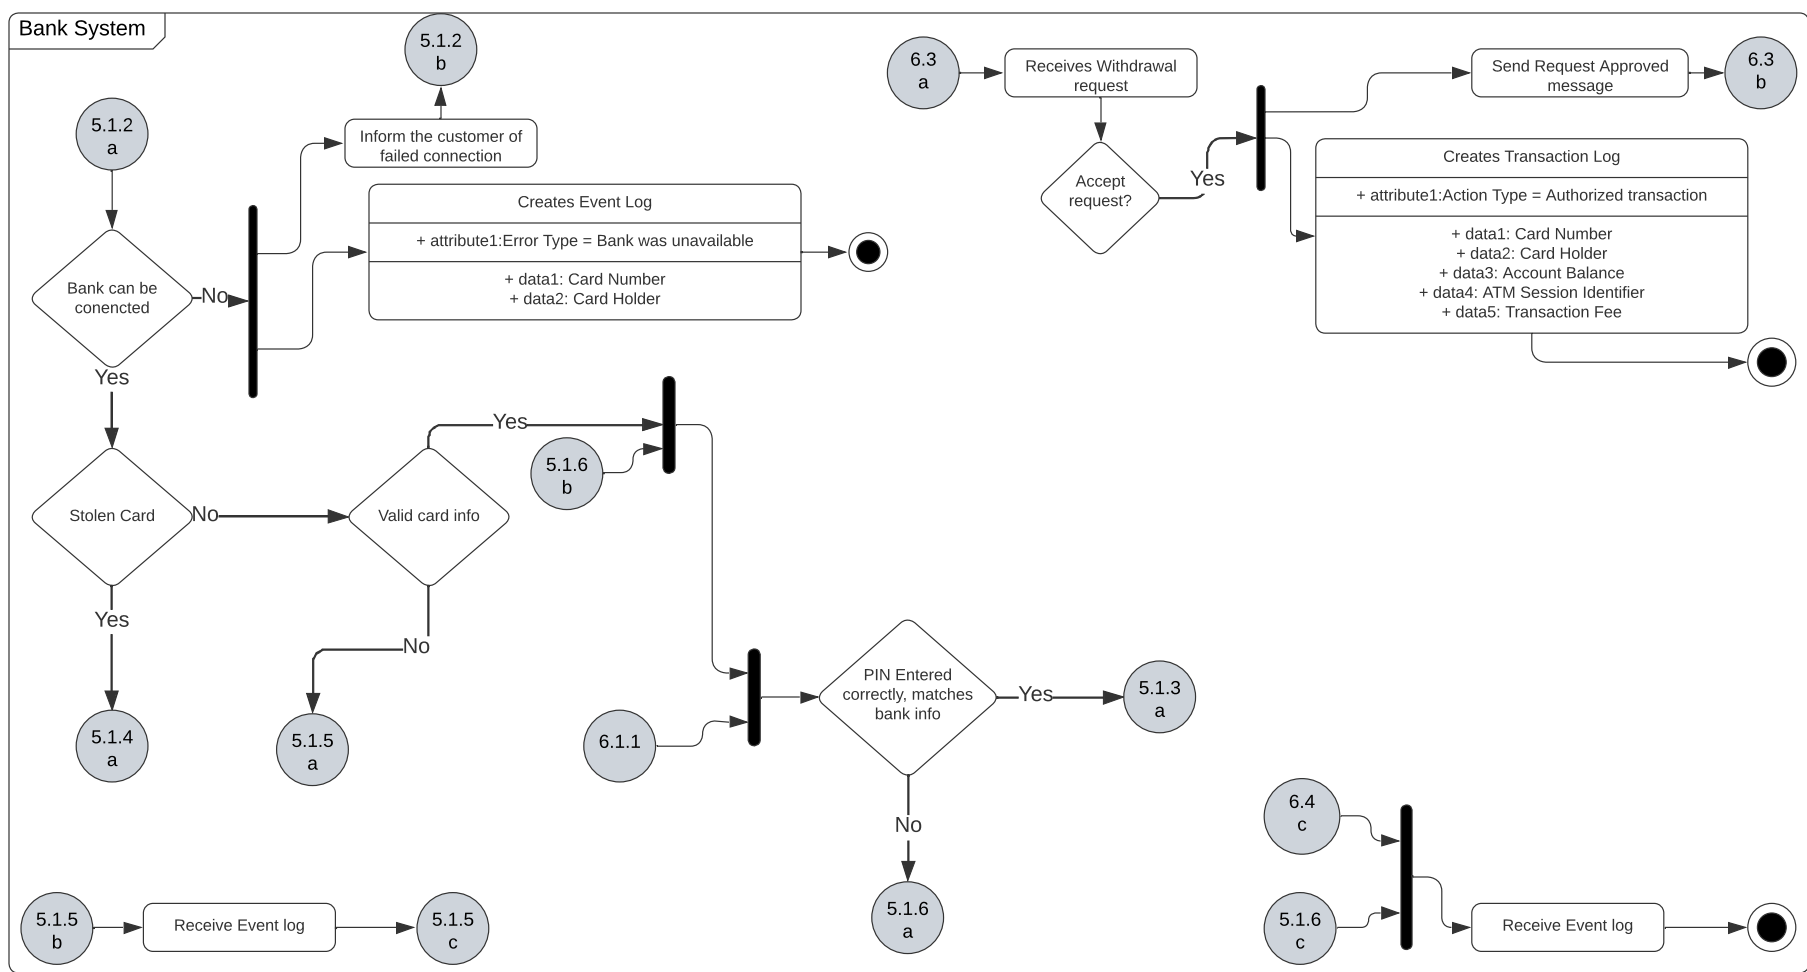 Bank System
5.1.2
b
5.1.2
a
Inform the customer of
failed connection
Bank can be
conencted
No
Creates Event Log
+ attribute1:Error Type = Bank was unavailable
+ data1: Card Number
+ data2: Card Holder
Yes
6.3
a
Receives Withdrawal
request
Accept
request?
Yes
Send Request Approved
message
6.3
b
Creates Transaction Log
+ attribute1:Action Type = Authorized transaction
+ data1: Card Number
+ data2: Card Holder
+ data3: Account Balance
+ data4: ATM Session Identifier
+ data5: Transaction Fee
Stolen Card
No
Valid card info
Yes
5.1.6
b
Yes
No
5.1.4
a
5.1.5
a
6.1.1
PIN Entered
correctly, matches
bank info
Yes
5.1.3
a
No
5.1.6
a
5.1.5
b
Receive Event log
5.1.5
c
6.4
c
5.1.6
c
Receive Event log